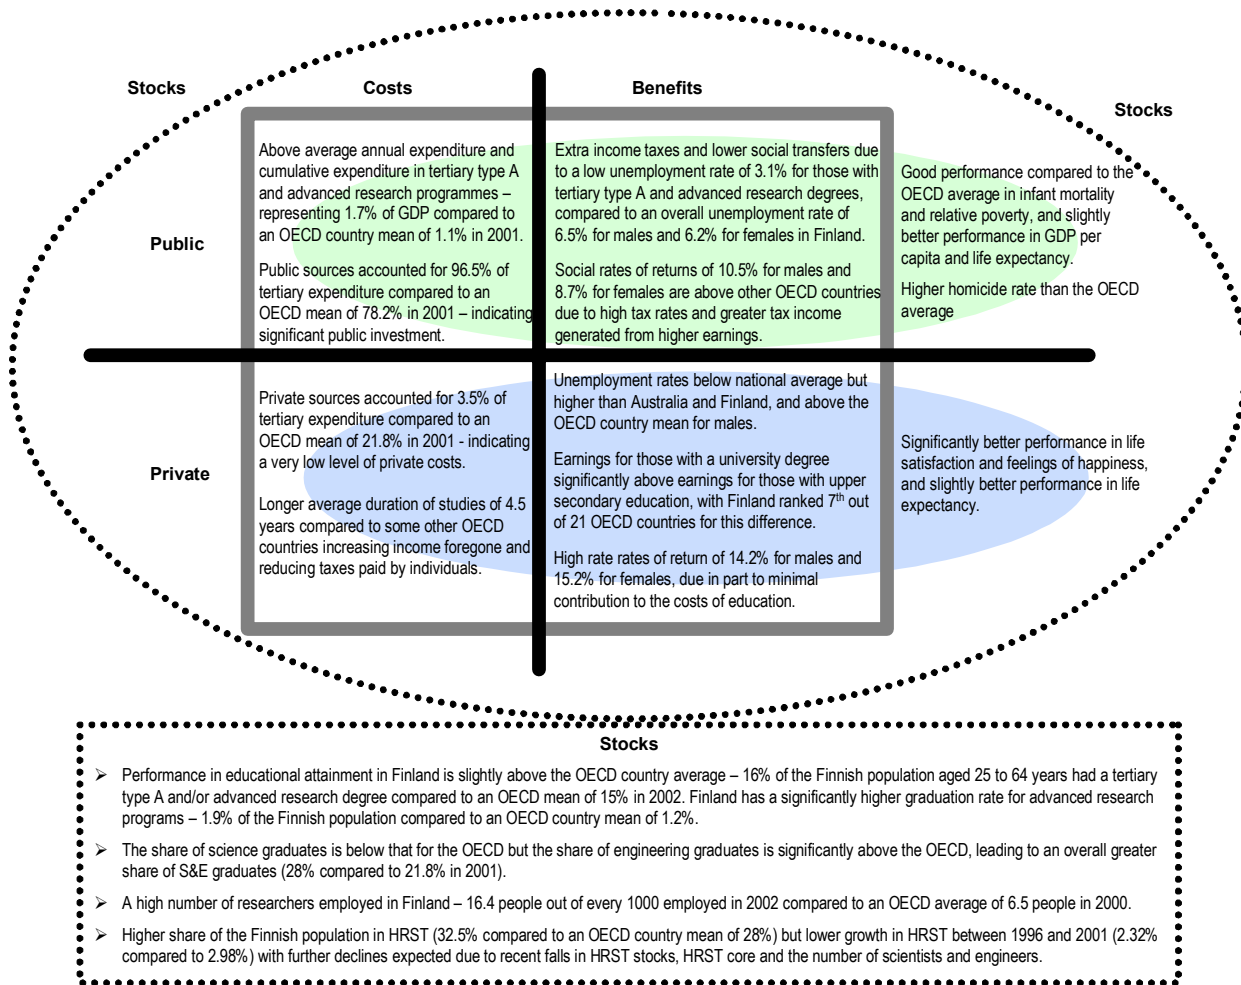 Stocks
Costs
Benefits
Stocks
Public
Above average annual expenditure and
cumulative expenditure in tertiary type A
and advanced research programmes –
representing 1.7% of GDP compared to
an OECD country mean of 1.1% in 2001.
Public sources accounted for 96.5% of
tertiary expenditure compared to an
OECD mean of 78.2% in 2001 – indicating
significant public investment.
Extra income taxes and lower social transfers due
to a low unemployment rate of 3.1% for those with
tertiary type A and advanced research degrees,
compared to an overall unemployment rate of
6.5% for males and 6.2% for females in Finland.
Social rates of returns of 10.5% for males and
8.7% for females are above other OECD countries
due to high tax rates and greater tax income
generated from higher earnings.
Good performance compared to the
OECD average in infant mortality
and relative poverty, and slightly
better performance in GDP per
capita and life expectancy.
Higher homicide rate than the OECD
average
Private
Private sources accounted for 3.5% of
tertiary expenditure compared to an
OECD mean of 21.8% in 2001 - indicating
a very low level of private costs.
Longer average duration of studies of 4.5
years compared to some other OECD
countries increasing income foregone and
reducing taxes paid by individuals.
Unemployment rates below national average but
higher than Australia and Finland, and above the
OECD country mean for males.
Earnings for those with a university degree
significantly above earnings for those with upper
secondary education, with Finland ranked 7th out
of 21 OECD countries for this difference.
High rate rates of return of 14.2% for males and
15.2% for females, due in part to minimal
contribution to the costs of education.
Significantly better performance in life
satisfaction and feelings of happiness,
and slightly better performance in life
expectancy.
Stocks
➢ Performance in educational attainment in Finland is slightly above the OECD country average – 16% of the Finnish population aged 25 to 64 years had a tertiary
type A and/or advanced research degree compared to an OECD mean of 15% in 2002. Finland has a significantly higher graduation rate for advanced research
programs – 1.9% of the Finnish population compared to an OECD country mean of 1.2%.
➢ The share of science graduates is below that for the OECD but the share of engineering graduates is significantly above the OECD, leading to an overall greater
share of S&E graduates (28% compared to 21.8% in 2001).
➢ A high number of researchers employed in Finland – 16.4 people out of every 1000 employed in 2002 compared to an OECD average of 6.5 people in 2000.
➢ Higher share of the Finnish population in HRST (32.5% compared to an OECD country mean of 28%) but lower growth in HRST between 1996 and 2001 (2.32%
compared to 2.98%) with further declines expected due to recent falls in HRST stocks, HRST core and the number of scientists and engineers.